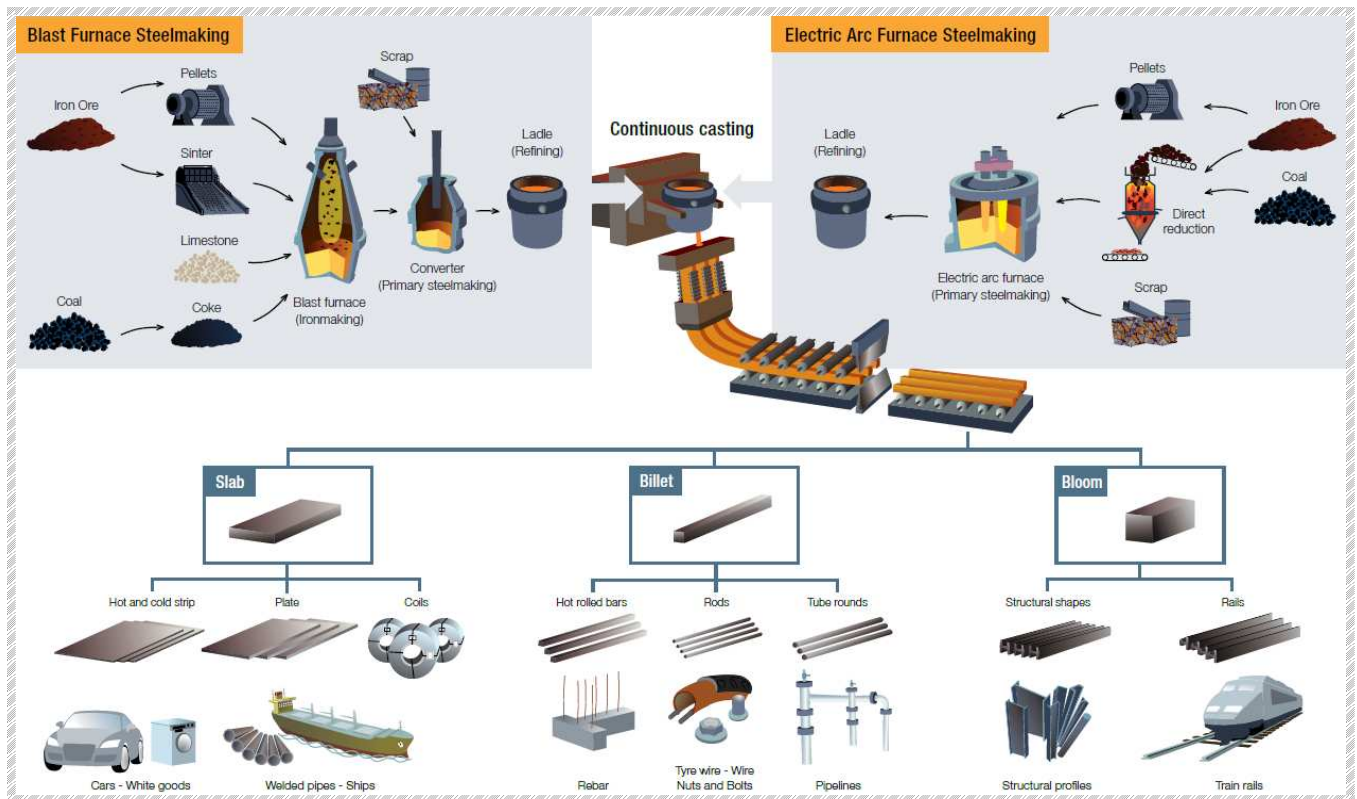 Blast Furnace Steelmaking
Iron Ore
Pellets
Sinter
Limestone
Coal
Coke
Blast furnace
(Ironmaking)
Scrap
Converter
(Primary steelmaking)
Ladle
(Refining)
Continuous casting
Electric Arc Furnace Steelmaking
Ladle
(Refining)
Electric arc furnace
(Primary steelmaking)
Pellets
Iron Ore
Coal
Direct
reduction
Scrap
Slab
Hot and cold strip
Plate
Coils
Cars - White goods
Welded pipes - Ships
Billet
Hot rolled bars
Rods
Tube rounds
Rebar
Tyre wire - Wire
Nuts and Bolts
Pipelines
Bloom
Structural shapes
Rails
Structural profiles
Train rails